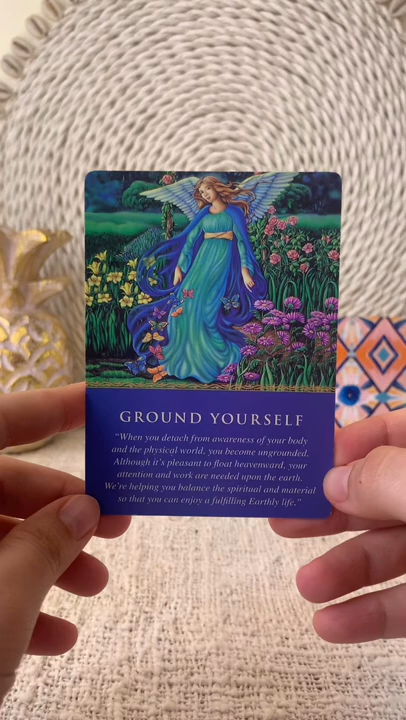 GROUND YOURSELF
"When you detach from awareness of your body
and the physical world, you become ungrounded.
Although it's pleasant to float heavenward, your
attention and work are needed upon the earth.
We're helping you balance the spiritual and material
so that you can enjoy a fulfilling Earthly life."